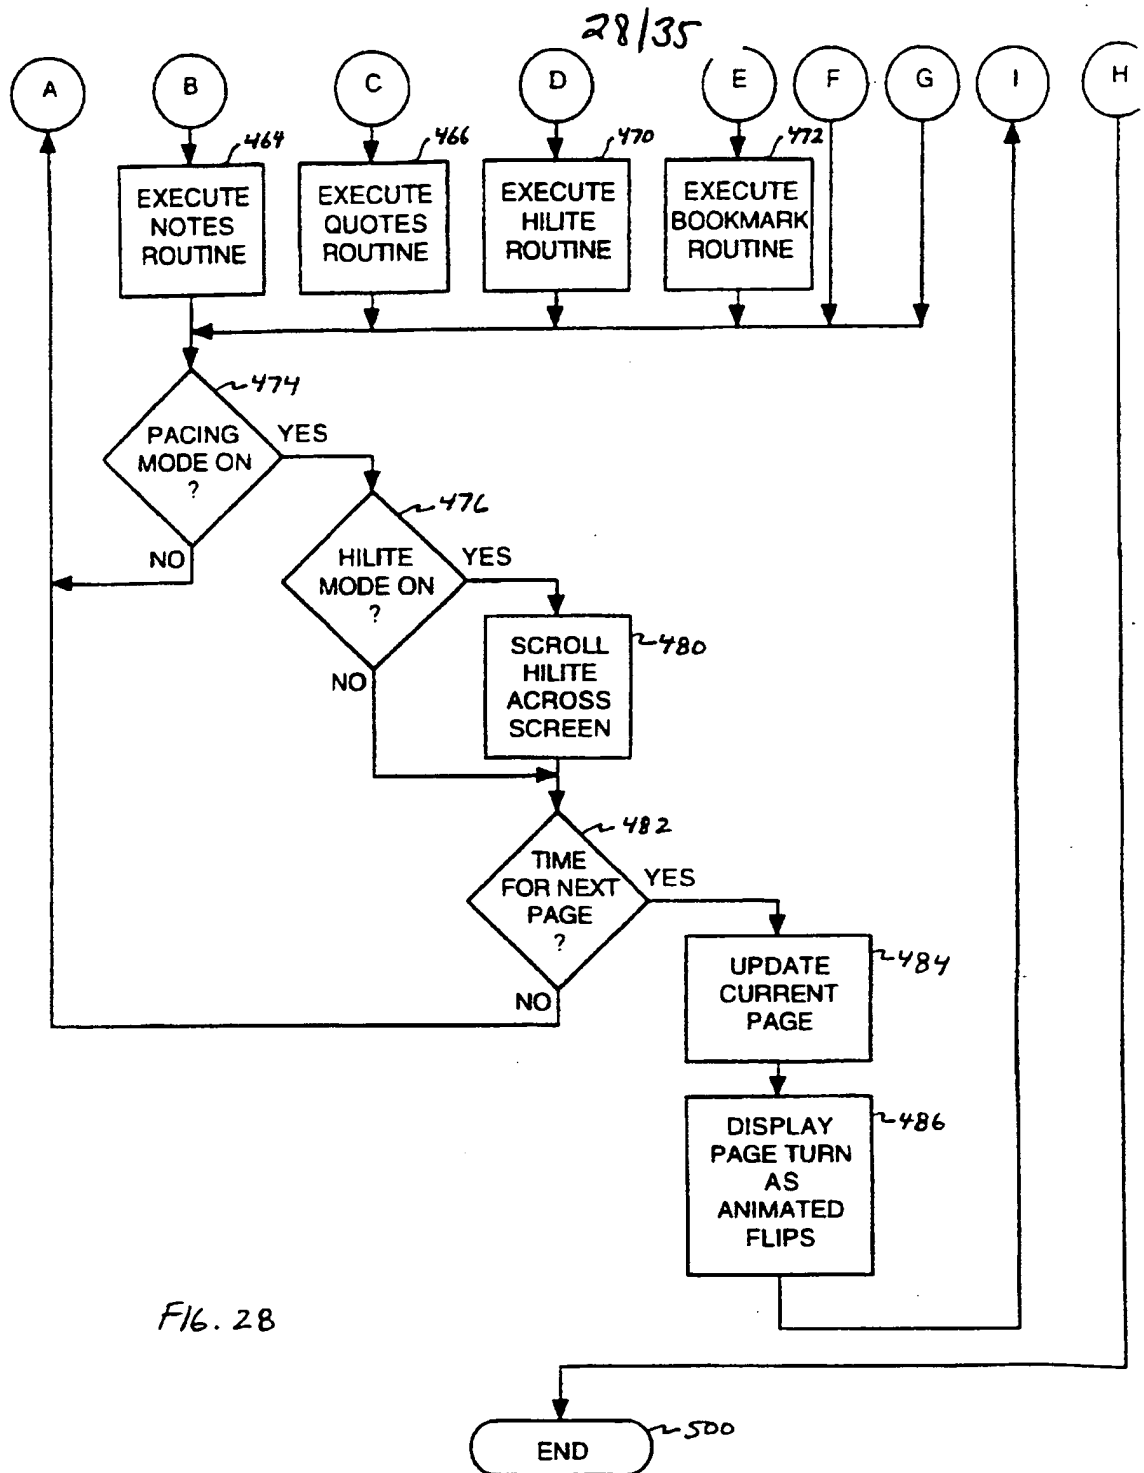 28/35
A
B
C
D
E
F
G
I
H
464
466
470
472
EXECUTE
NOTES
ROUTINE
EXECUTE
QUOTES
ROUTINE
EXECUTE
HILITE
ROUTINE
EXECUTE
BOOKMARK
ROUTINE
474
PACING
MODE ON
?
YES
NO
476
HILITE
MODE ON
?
YES
NO
480
SCROLL
HILITE
ACROSS
SCREEN
482
TIME
FOR NEXT
PAGE
?
YES
NO
484
UPDATE
CURRENT
PAGE
486
DISPLAY
PAGE TURN
AS
ANIMATED
FLIPS
FIG. 28
500
END